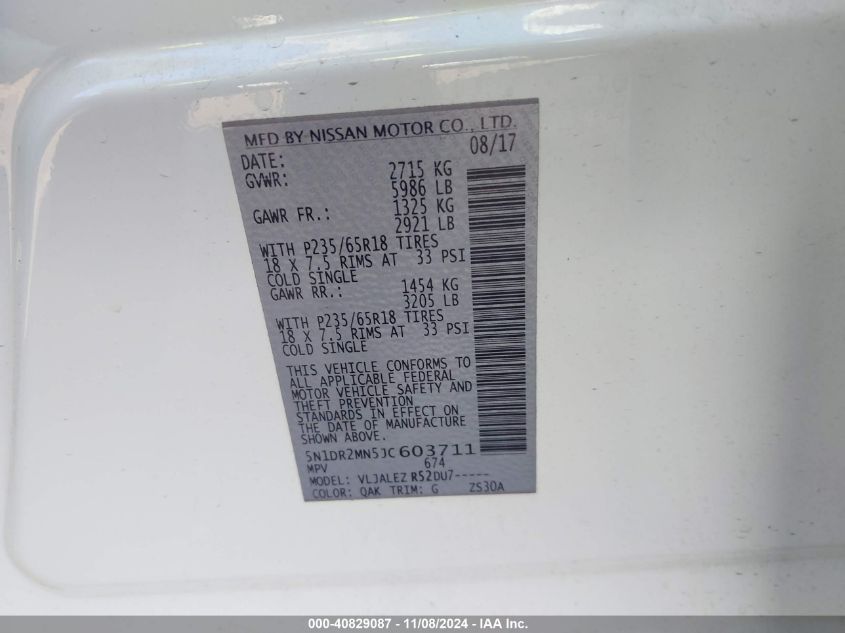 MFD BY NISSAN MOTOR CO., LTD.
DATE: 08/17
GVWR: 2715 KG
5986 LB
GAWR FR.: 1325 KG
2921 LB
WITH P235/65R18 TIRES
18 X 7.5 RIMS AT 33 PSI
COLD SINGLE
GAWR RR.: 1454 KG
3205 LB
WITH P235/65R18 TIRES
18 X 7.5 RIMS AT 33 PSI
COLD SINGLE
THIS VEHICLE CONFORMS TO
ALL APPLICABLE FEDERAL
MOTOR VEHICLE SAFETY AND
THEFT PREVENTION
STANDARDS IN EFFECT ON
THE DATE OF MANUFACTURE
SHOWN ABOVE.
5N1DR2MN5JC603711
MPV 674
MODEL: VLJALEZ R52DU7-----
COLOR: QAK TRIM: G ZS30A
000-40829087 - 11/08/2024 - IAA Inc.